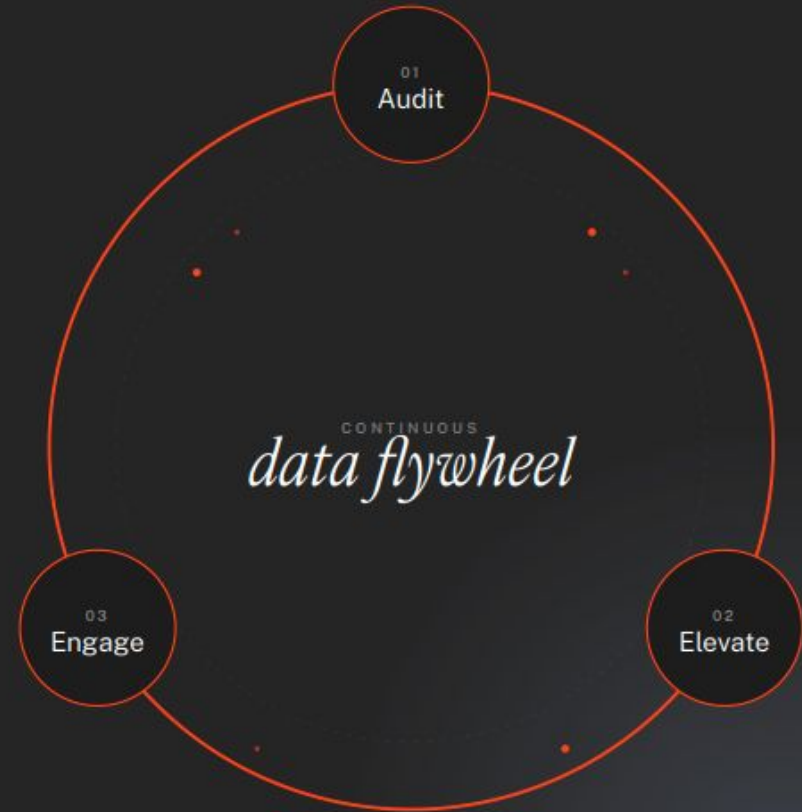 01
Audit
CONTINUOUS
data flywheel
03
Engage
02
Elevate